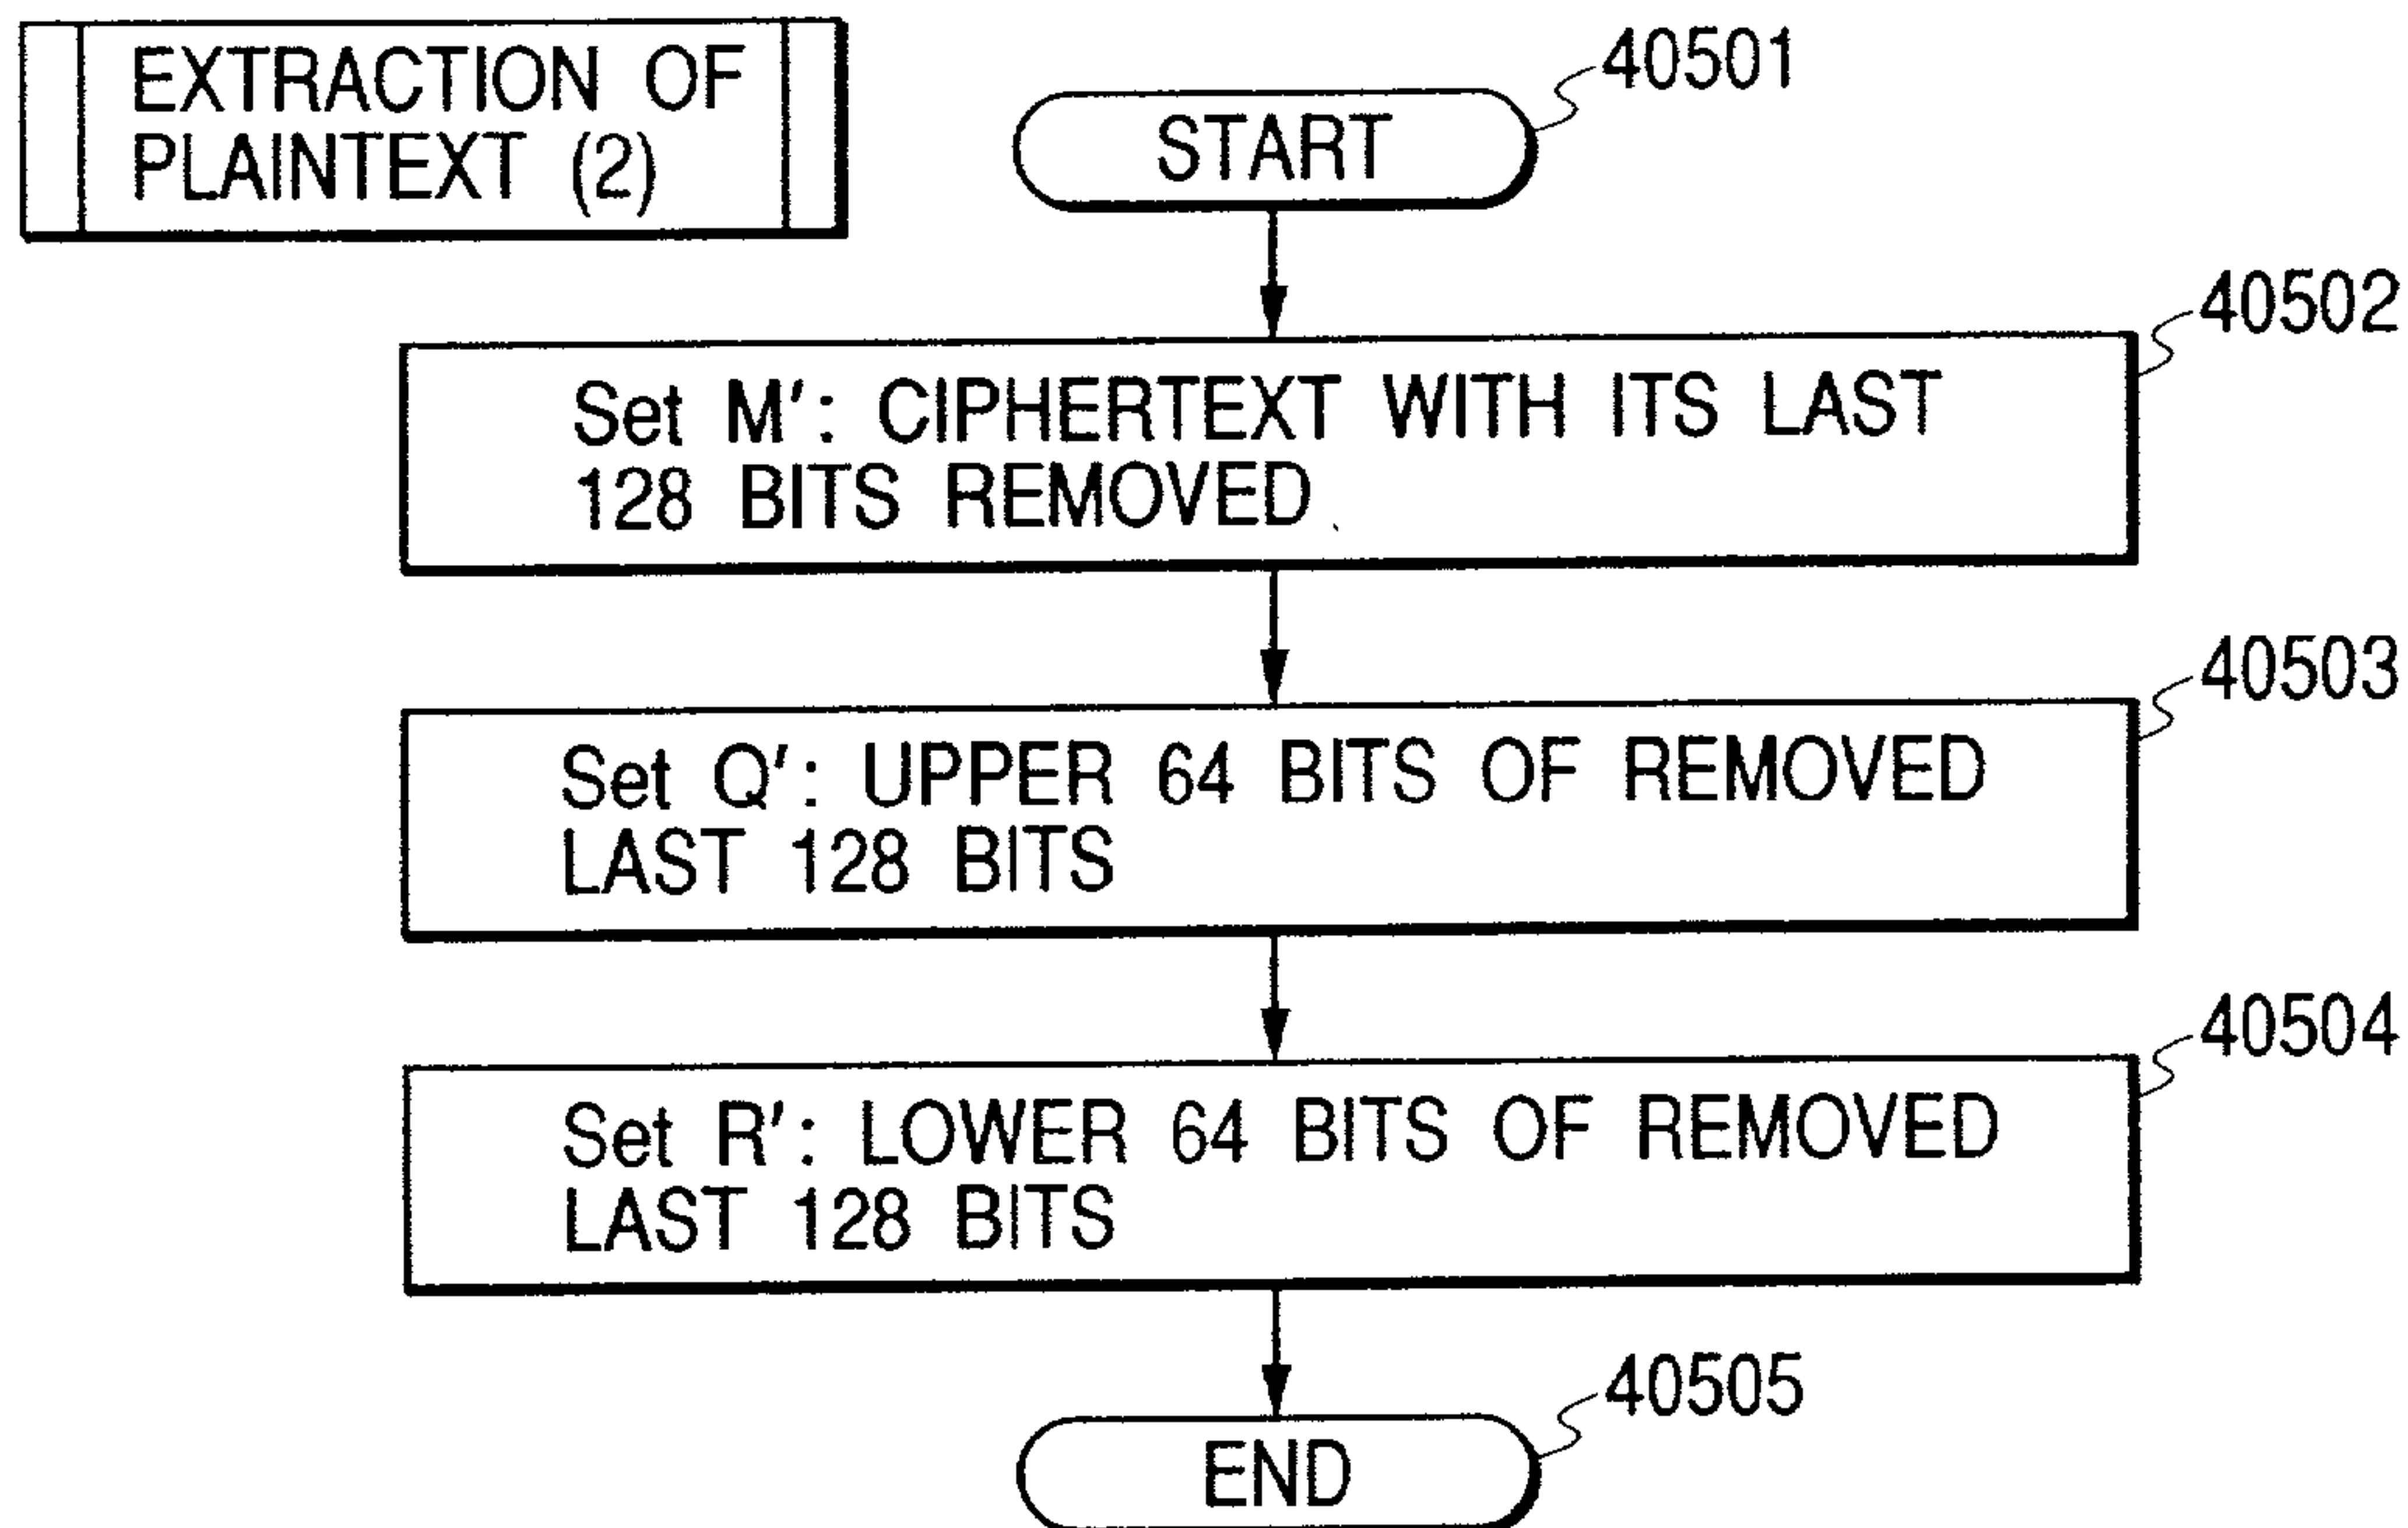 EXTRACTION OF
PLAINTEXT (2)
40501
START
40502
Set M': CIPHERTEXT WITH ITS LAST
128 BITS REMOVED
40503
Set Q': UPPER 64 BITS OF REMOVED
LAST 128 BITS
40504
Set R': LOWER 64 BITS OF REMOVED
LAST 128 BITS
40505
END